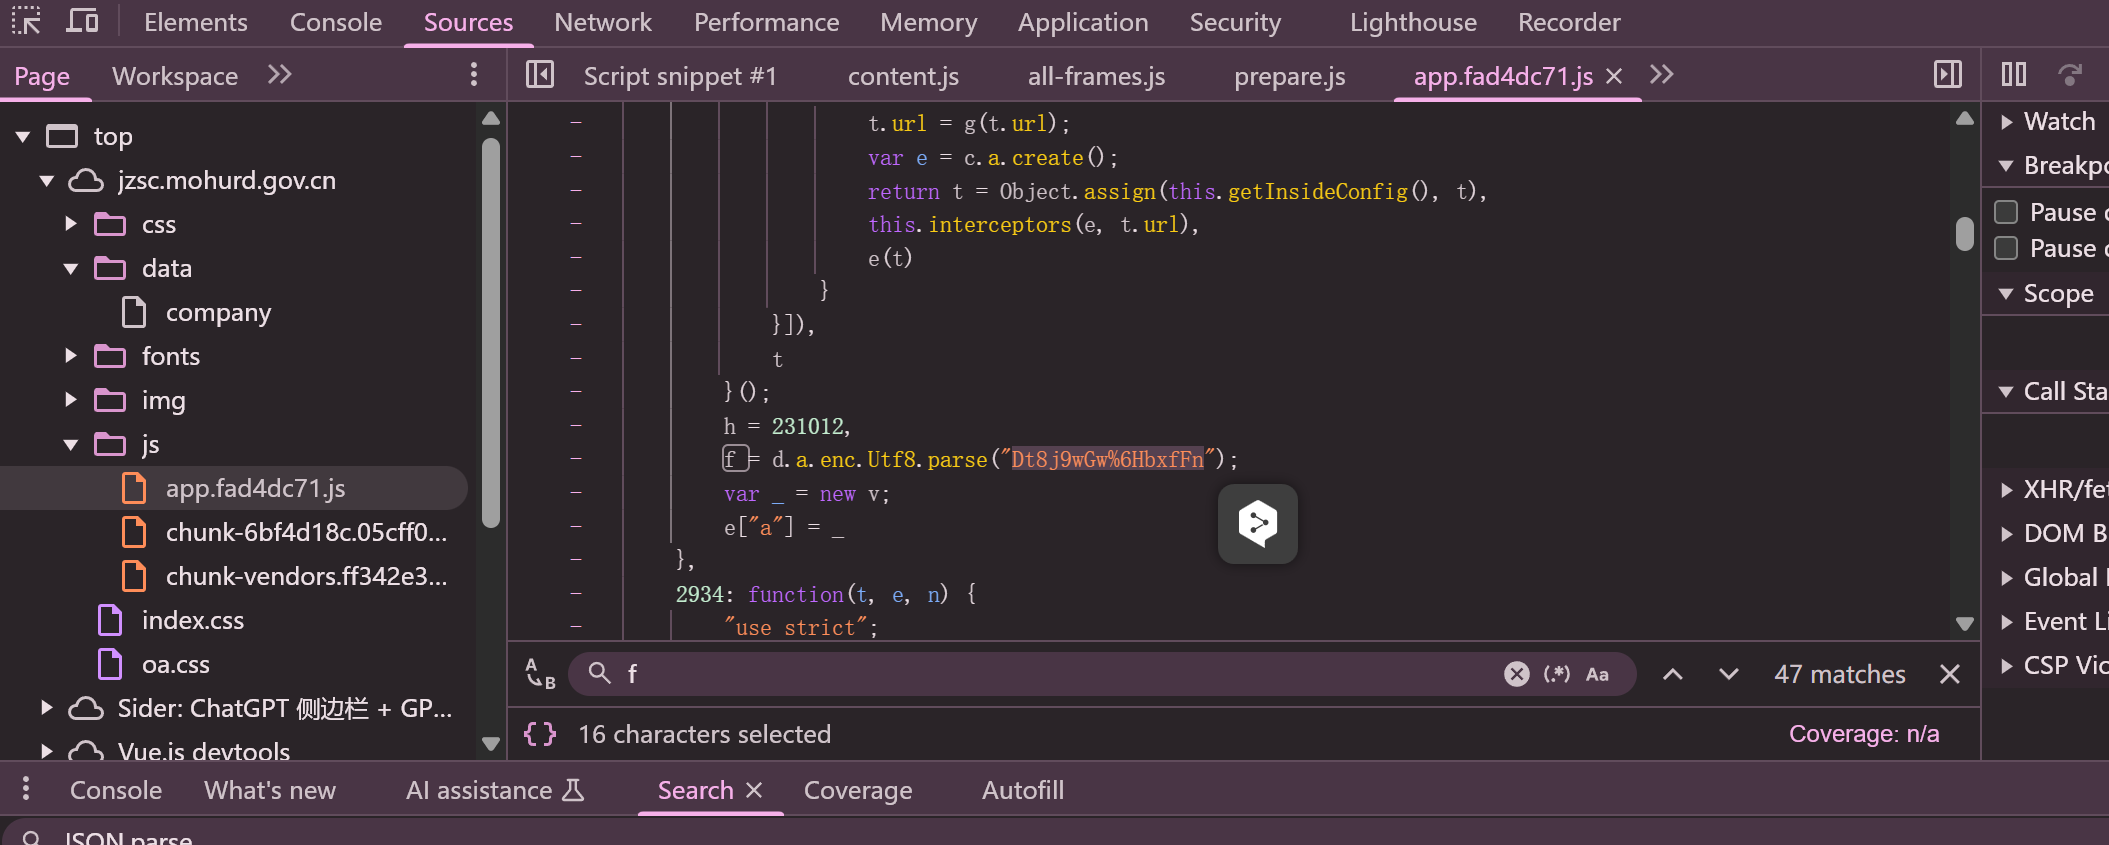 Elements Console Sources Network Performance Memory Application Security Lighthouse Recorder
Page Workspace
Script snippet #1 content.js all-frames.js prepare.js app.fad4dc71.js
top
jzsc.mohurd.gov.cn
css
data
company
fonts
img
js
app.fad4dc71.js
chunk-6bf4d18c.05cff0...
chunk-vendors.ff342e3...
index.css
oa.css
Sider: ChatGPT 侧边栏 + GP...
Vue.js devtools
t.url = g(t.url);
var e = c.a.create();
return t = Object.assign(this.getInsideConfig(), t),
this.interceptors(e, t.url),
e(t)
}
}]),
t
}();
h = 231012,
f = d.a.enc.Utf8.parse("Dt8j9wGw%6HbxfFn");
var _ = new v;
e["a"] = _
},
2934: function(t, e, n) {
"use strict";
A
B
f
(.*) Aa
47 matches
{} 16 characters selected
Coverage: n/a
Watch
Breakpo
Pause
Pause
Scope
Call Sta
XHR/fet
DOM B
Global
Event Li
CSP Vic
Console What's new AI assistance Search Coverage Autofill
JSON.parse